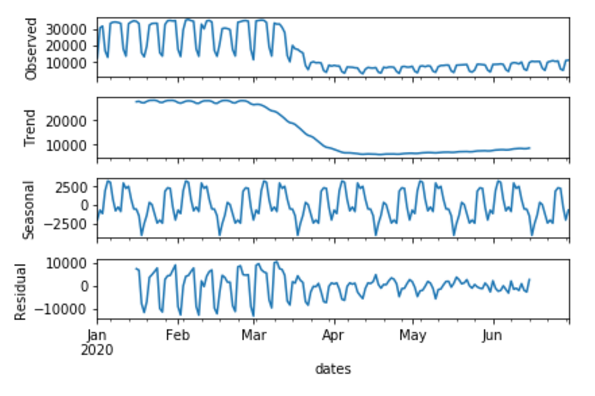 Observed
30000
20000
10000
Trend
20000
10000
Seasonal
2500
0
−2500
Residual
10000
0
−10000
Jan Feb Mar Apr May Jun
2020
dates